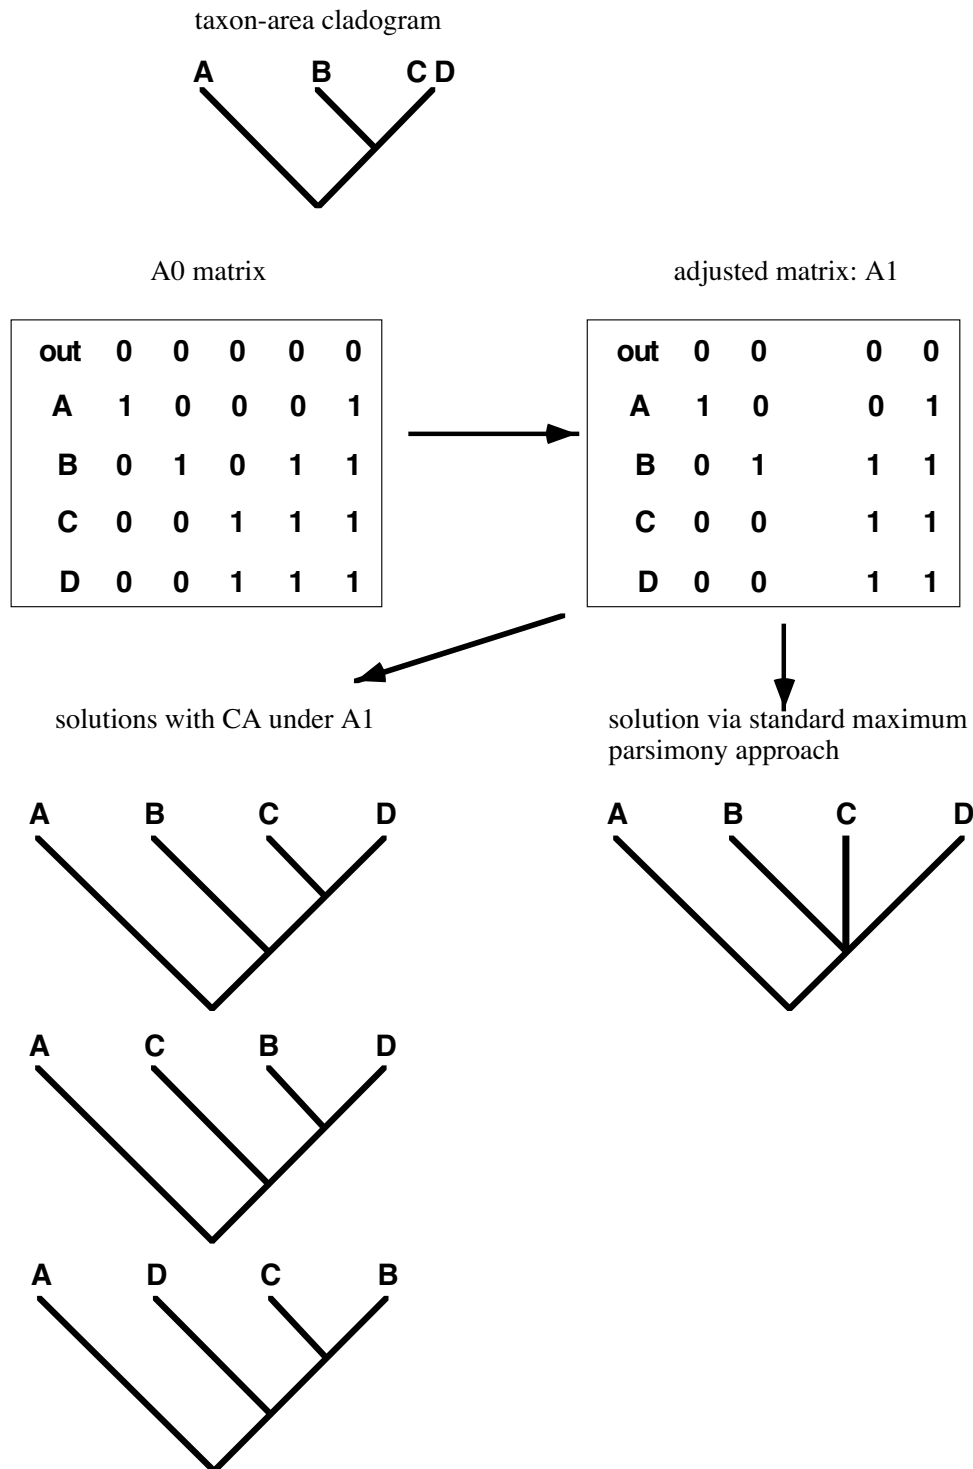 taxon-area cladogram
A B C D
A0 matrix
out 0 0 0 0 0
A 1 0 0 0 1
B 0 1 0 1 1
C 0 0 1 1 1
D 0 0 1 1 1
adjusted matrix: A1
out 0 0 0 0
A 1 0 0 1
B 0 1 1 1
C 0 0 1 1
D 0 0 1 1
solutions with CA under A1
A B C D
A C B D
A D C B
solution via standard maximum
parsimony approach
A B C D